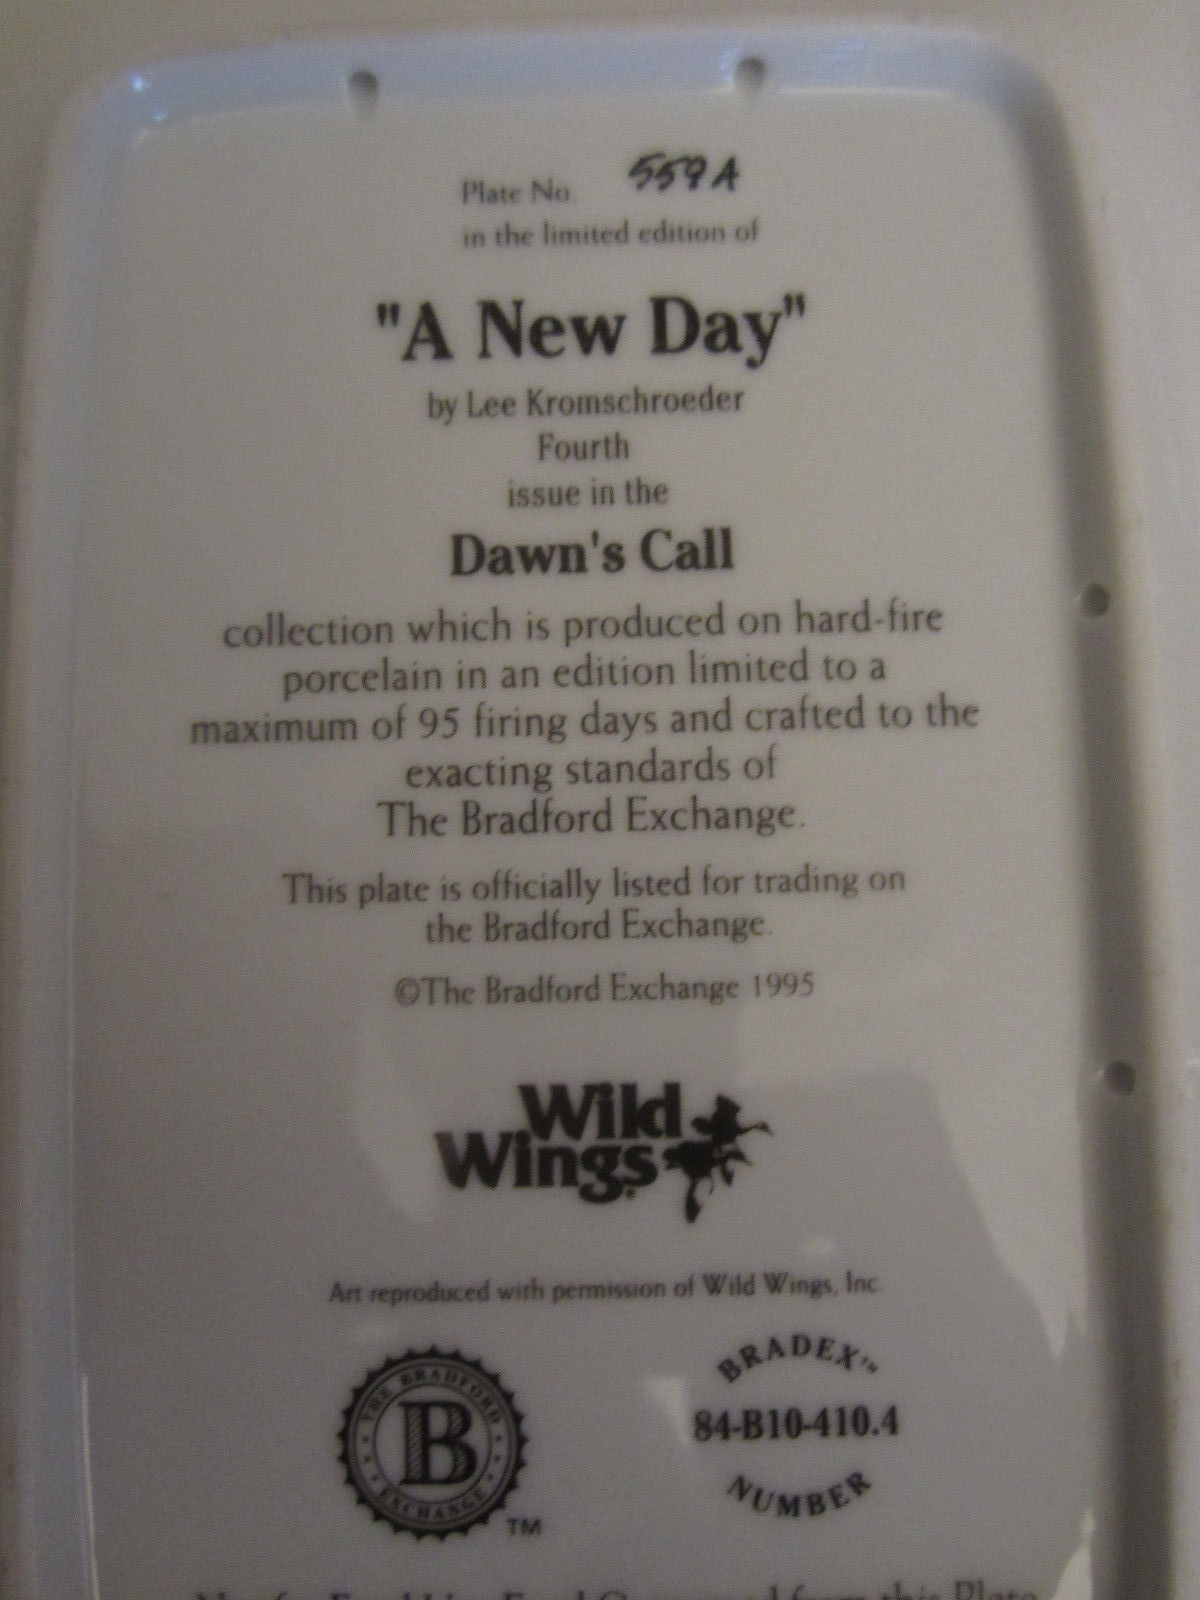 Plate No. 559A
in the limited edition of
"A New Day"
by Lee Kromschroeder
Fourth
issue in the
Dawn's Call
collection which is produced on hard-fire
porcelain in an edition limited to a
maximum of 95 firing days and crafted to the
exacting standards of
The Bradford Exchange.
This plate is officially listed for trading on
the Bradford Exchange.
©The Bradford Exchange 1995
Wild
Wings®
Art reproduced with permission of Wild Wings, Inc.
THE BRADFORD
B
EXCHANGE
TM
BRADEX™
84-B10-410.4
NUMBER
from this Plate